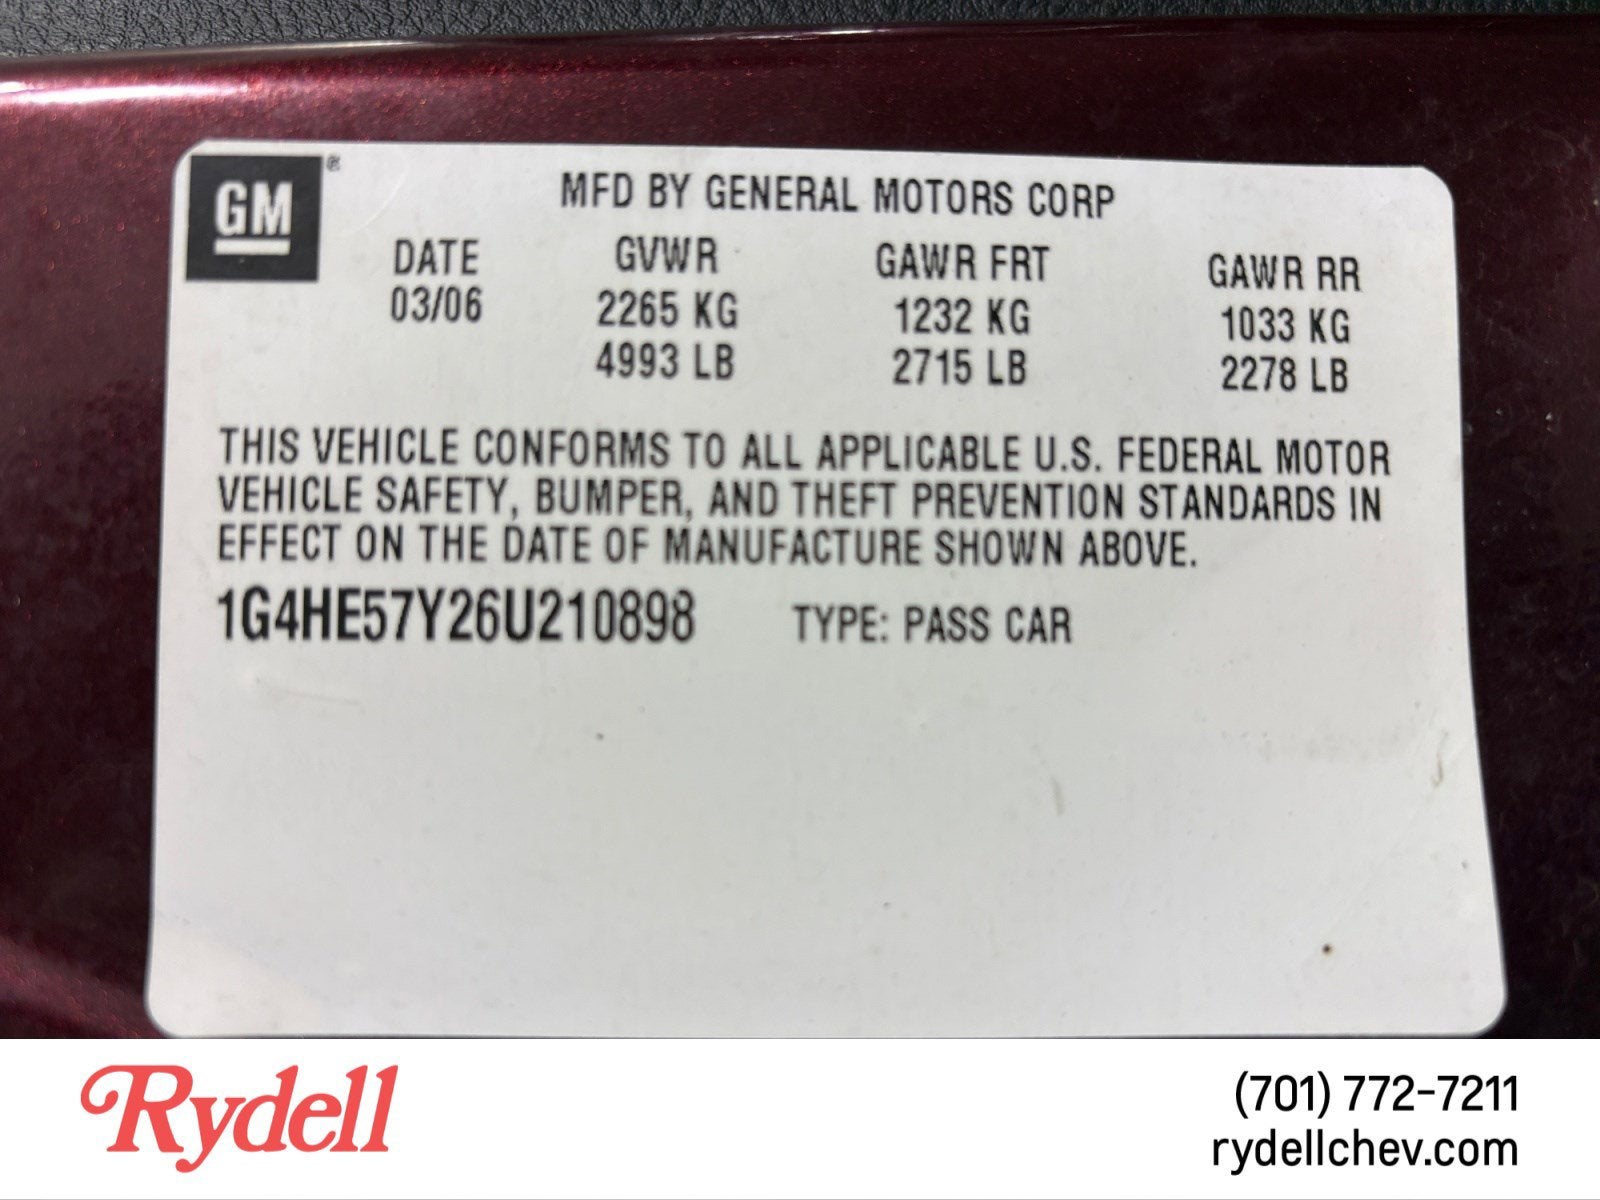 GM®
MFD BY GENERAL MOTORS CORP
DATE GVWR GAWR FRT GAWR RR
03/06 2265 KG 1232 KG 1033 KG
4993 LB 2715 LB 2278 LB
THIS VEHICLE CONFORMS TO ALL APPLICABLE U.S. FEDERAL MOTOR
VEHICLE SAFETY, BUMPER, AND THEFT PREVENTION STANDARDS IN
EFFECT ON THE DATE OF MANUFACTURE SHOWN ABOVE.
1G4HE57Y26U210898 TYPE: PASS CAR
Rydell
(701) 772-7211
rydellchev.com